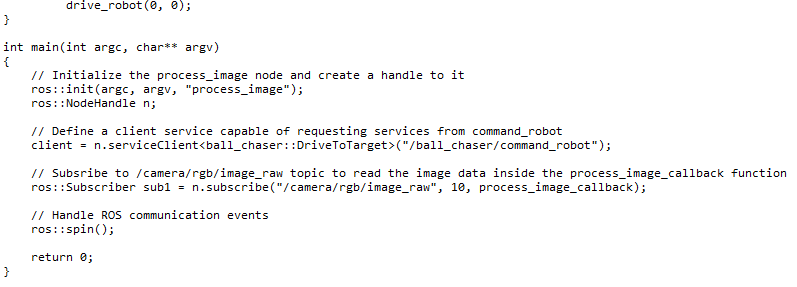 drive_robot(0, 0);
}
int main(int argc, char** argv)
{
// Initialize the process_image node and create a handle to it
ros::init(argc, argv, "process_image");
ros::NodeHandle n;
// Define a client service capable of requesting services from command_robot
client = n.serviceClient<ball_chaser::DriveToTarget>("/ball_chaser/command_robot");
// Subsribe to /camera/rgb/image_raw topic to read the image data inside the process_image_callback function
ros::Subscriber sub1 = n.subscribe("/camera/rgb/image_raw", 10, process_image_callback);
// Handle ROS communication events
ros::spin();
return 0;
}